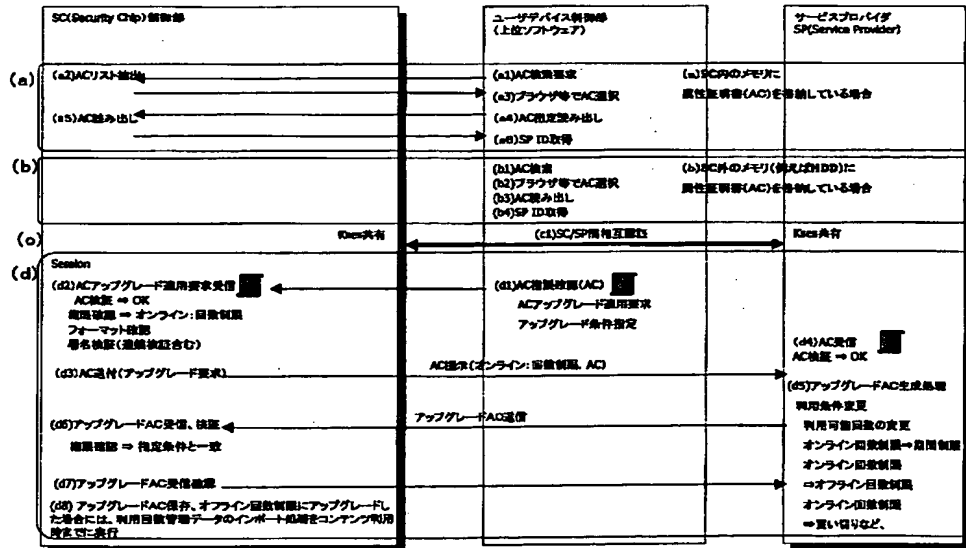 SC(Security Chip)制御部
ユーザデバイス制御部
(上位ソフトウェア)
サービスプロバイダ
SP(Service Provider)
(a)
(a2)ACリスト抽出
(a1)AC検索要求
(a)SC内のメモリに
(a3)ブラウザ等でAC選択
属性証明書(AC)を格納している場合
(a5)AC読み出し
(a4)AC指定読み出し
(a6)SP ID取得
(b)
(b1)AC検索
(b)SC外のメモリ(例えばHDD)に
(b2)ブラウザ等でAC選択
属性証明書(AC)を格納している場合
(b3)AC読み出し
(b4)SP ID取得
(c)
Kses共有
(c1)SC/SP間相互認証
Kses共有
(d)
Session
(d2)ACアップグレード適用要求受信
AC検証 ⇒ OK
権限確認 ⇒ オンライン:回数制限
フォーマット確認
署名検証(連鎖検証含む)
(d1)AC権限確認(AC)
ACアップグレード適用要求
アップグレード条件指定
(d4)AC受信
AC検証 ⇒ OK
(d3)AC送付(アップグレード要求)
AC提示(オンライン:回数制限、AC)
(d5)アップグレードAC生成処理
利用条件変更
利用可能回数の変更
オンライン回数制限⇒期間制限
オンライン回数制限
⇒オフライン回数制限
オンライン回数制限
⇒買い切りなど、
アップグレードAC送信
(d6)アップグレードAC受信、検証
権限確認 ⇒ 指定条件と一致
(d7)アップグレードAC受信確認
(d8) アップグレードAC保存、オフライン回数制限にアップグレードし
た場合には、利用回数管理データのインポート処理をコンテンツ利用
時までに実行